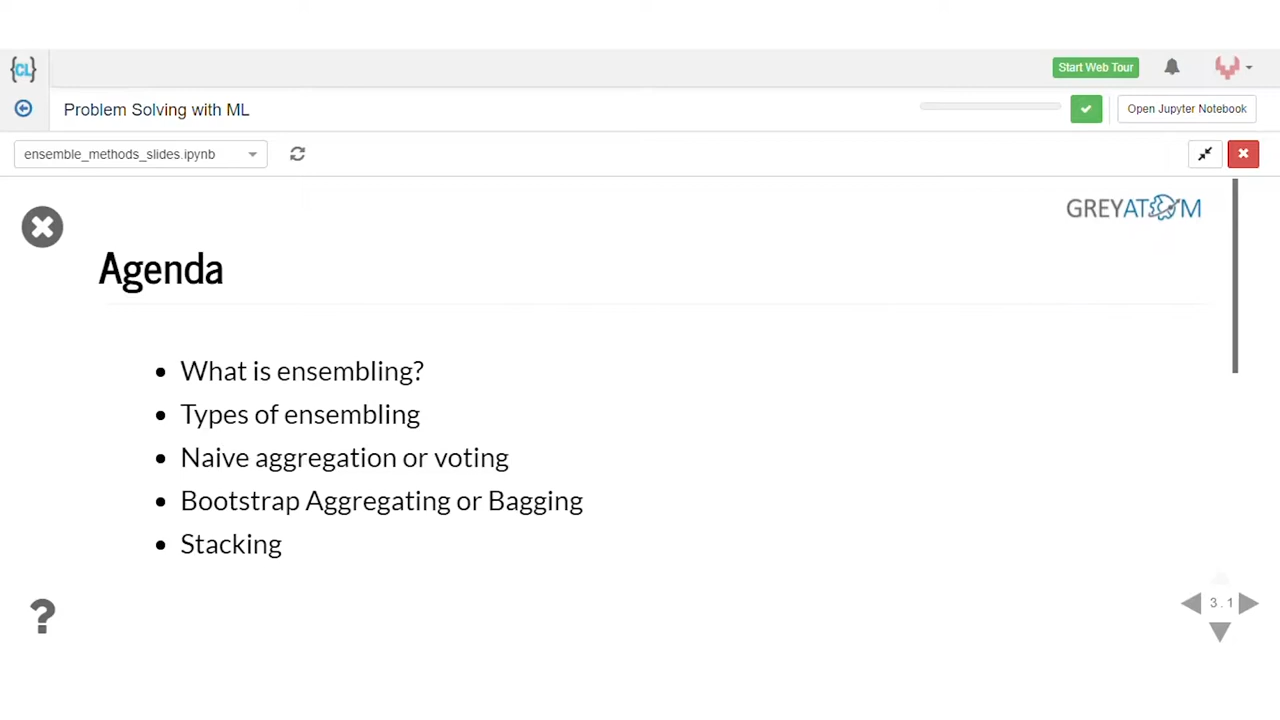 {CL}
Start Web Tour
Problem Solving with ML
Open Jupyter Notebook
ensemble_methods_slides.ipynb
GREYATOM
Agenda
• What is ensembling?
• Types of ensembling
• Naive aggregation or voting
• Bootstrap Aggregating or Bagging
• Stacking
?
3.1